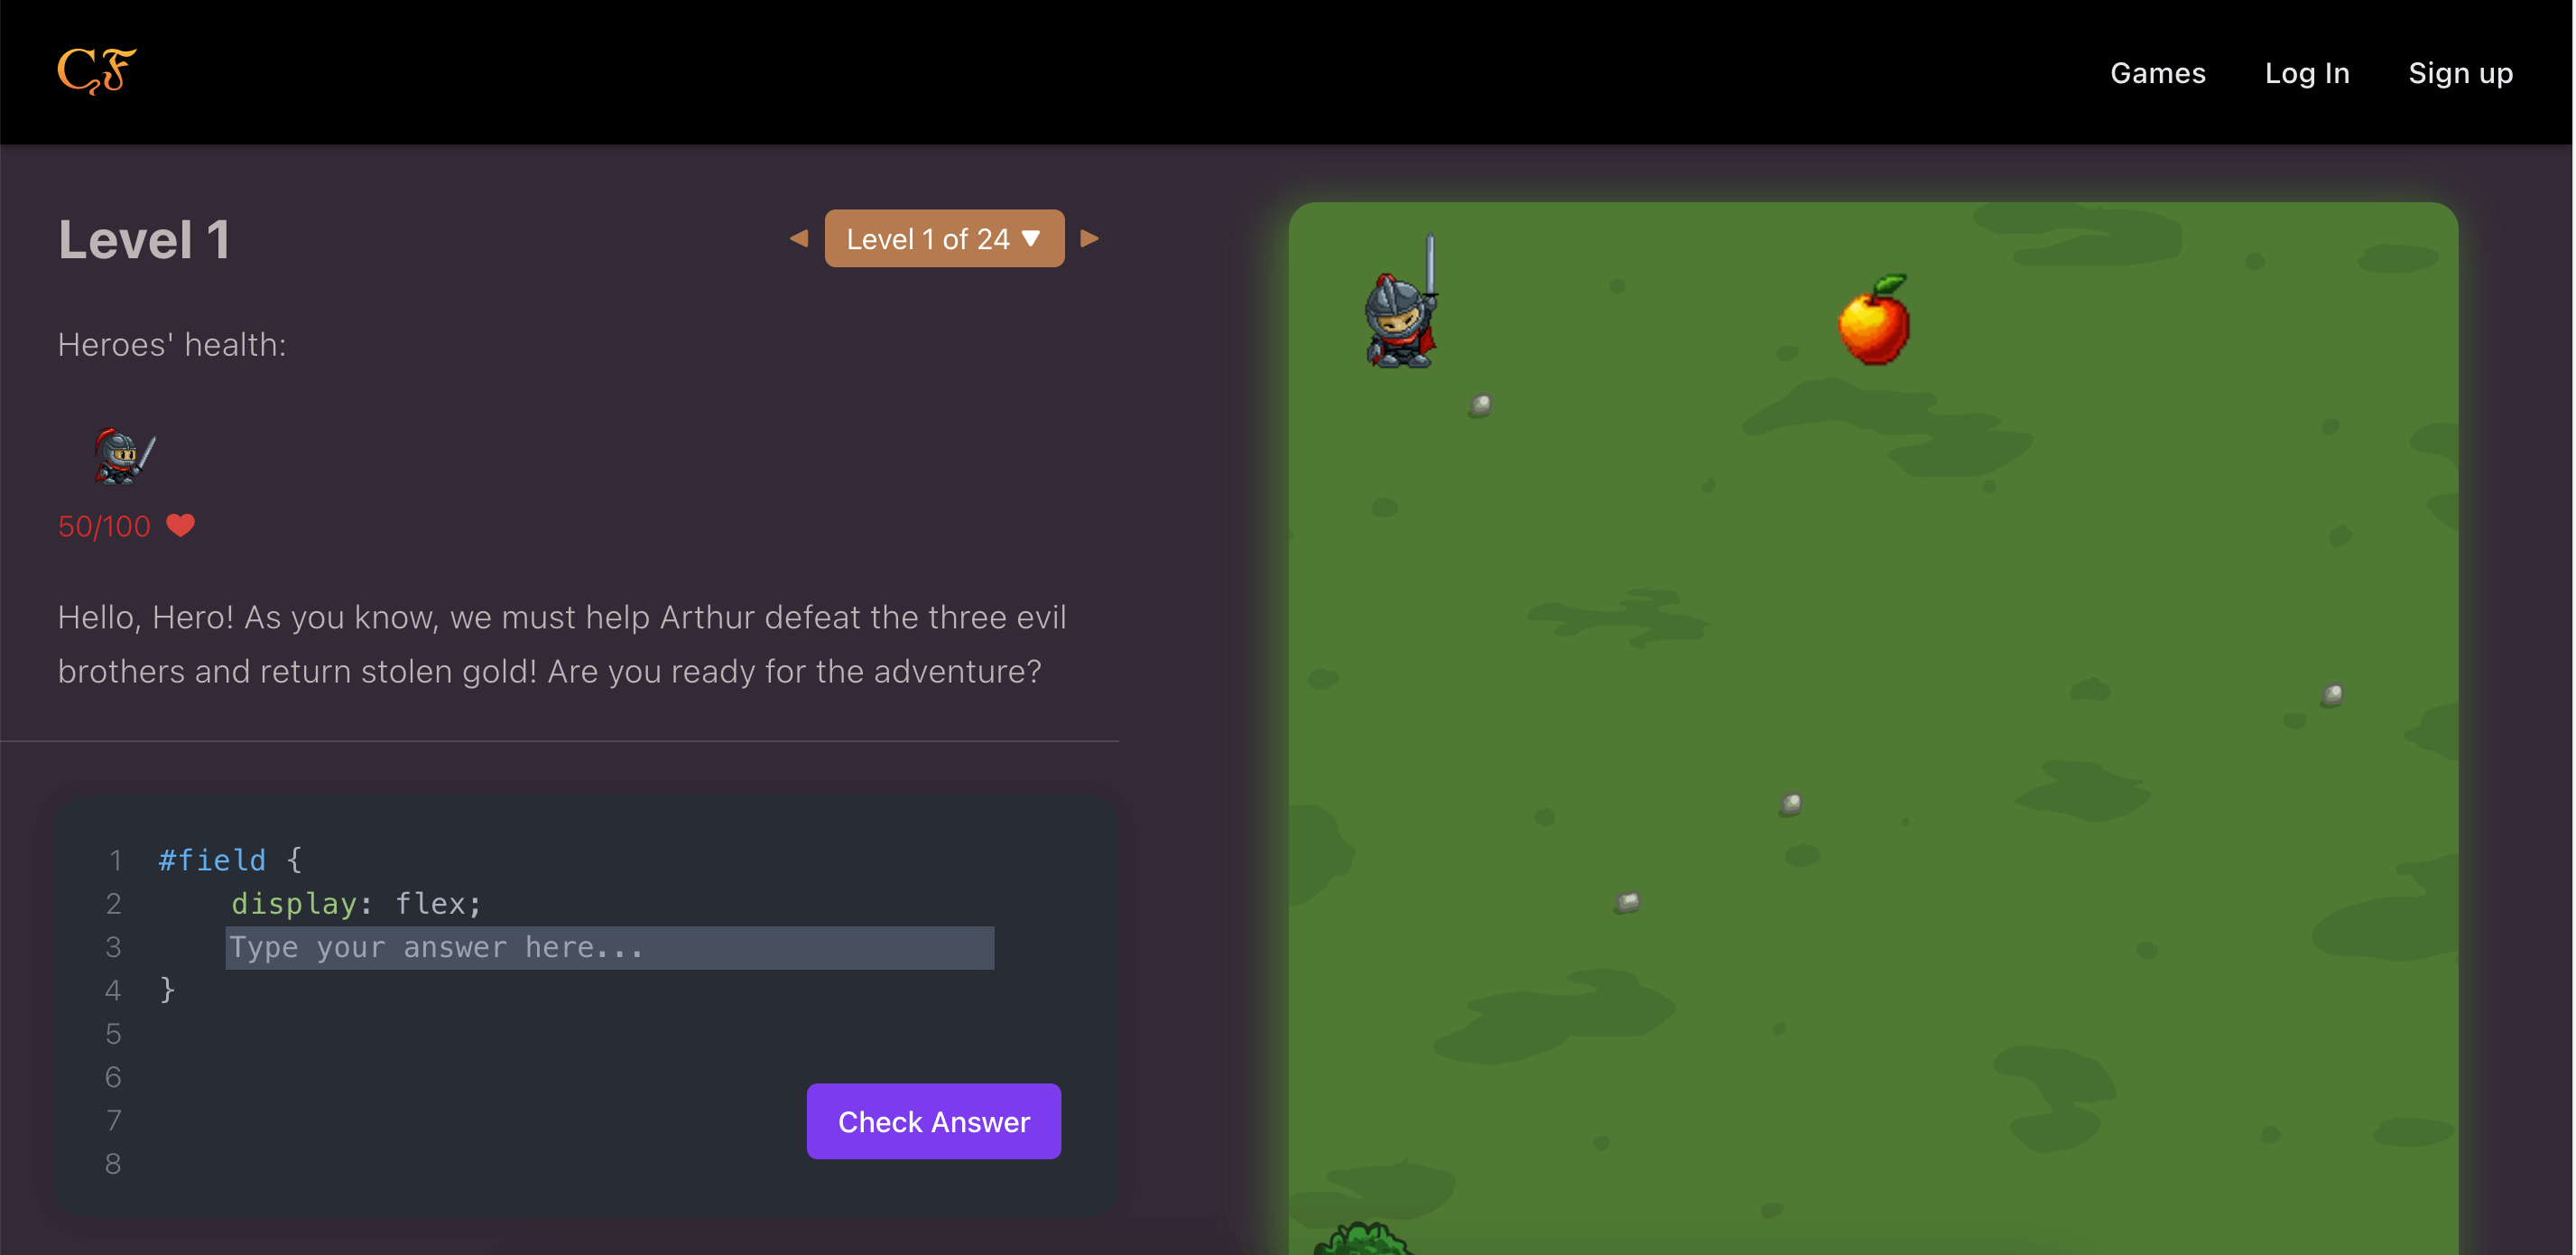 CF
Games
Log In
Sign up
Level 1
◀ Level 1 of 24 ▼ ▶
Heroes' health:
50/100
Hello, Hero! As you know, we must help Arthur defeat the three evil
brothers and return stolen gold! Are you ready for the adventure?
1 #field {
2 display: flex;
3 Type your answer here...
4 }
5
6
7
8
Check Answer